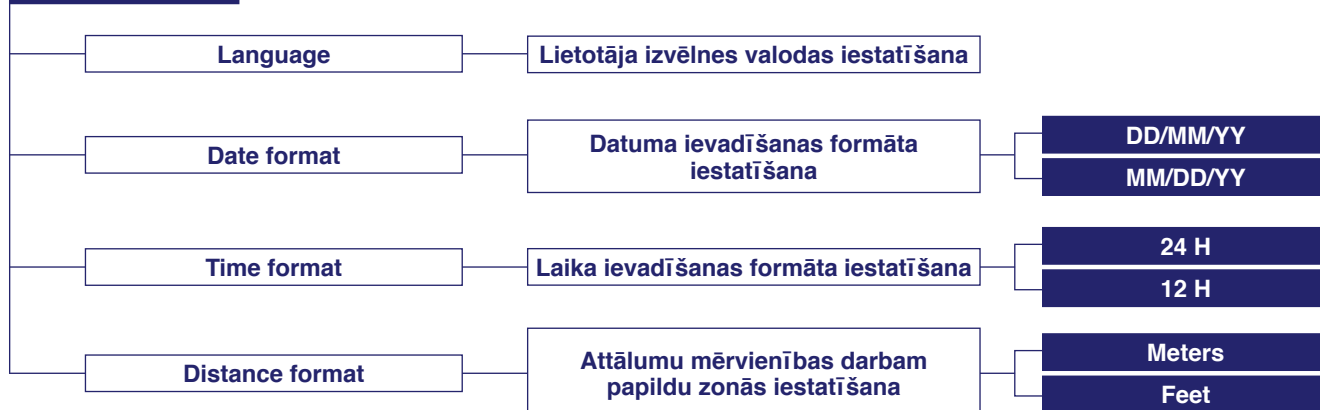 Language
Lietotāja izvēlnes valodas iestatīšana
Date format
Datuma ievadīšanas formāta
iestatīšana
DD/MM/YY
MM/DD/YY
Time format
Laika ievadīšanas formāta iestatīšana
24 H
12 H
Distance format
Attālumu mērvienības darbam
papildu zonās iestatīšana
Meters
Feet